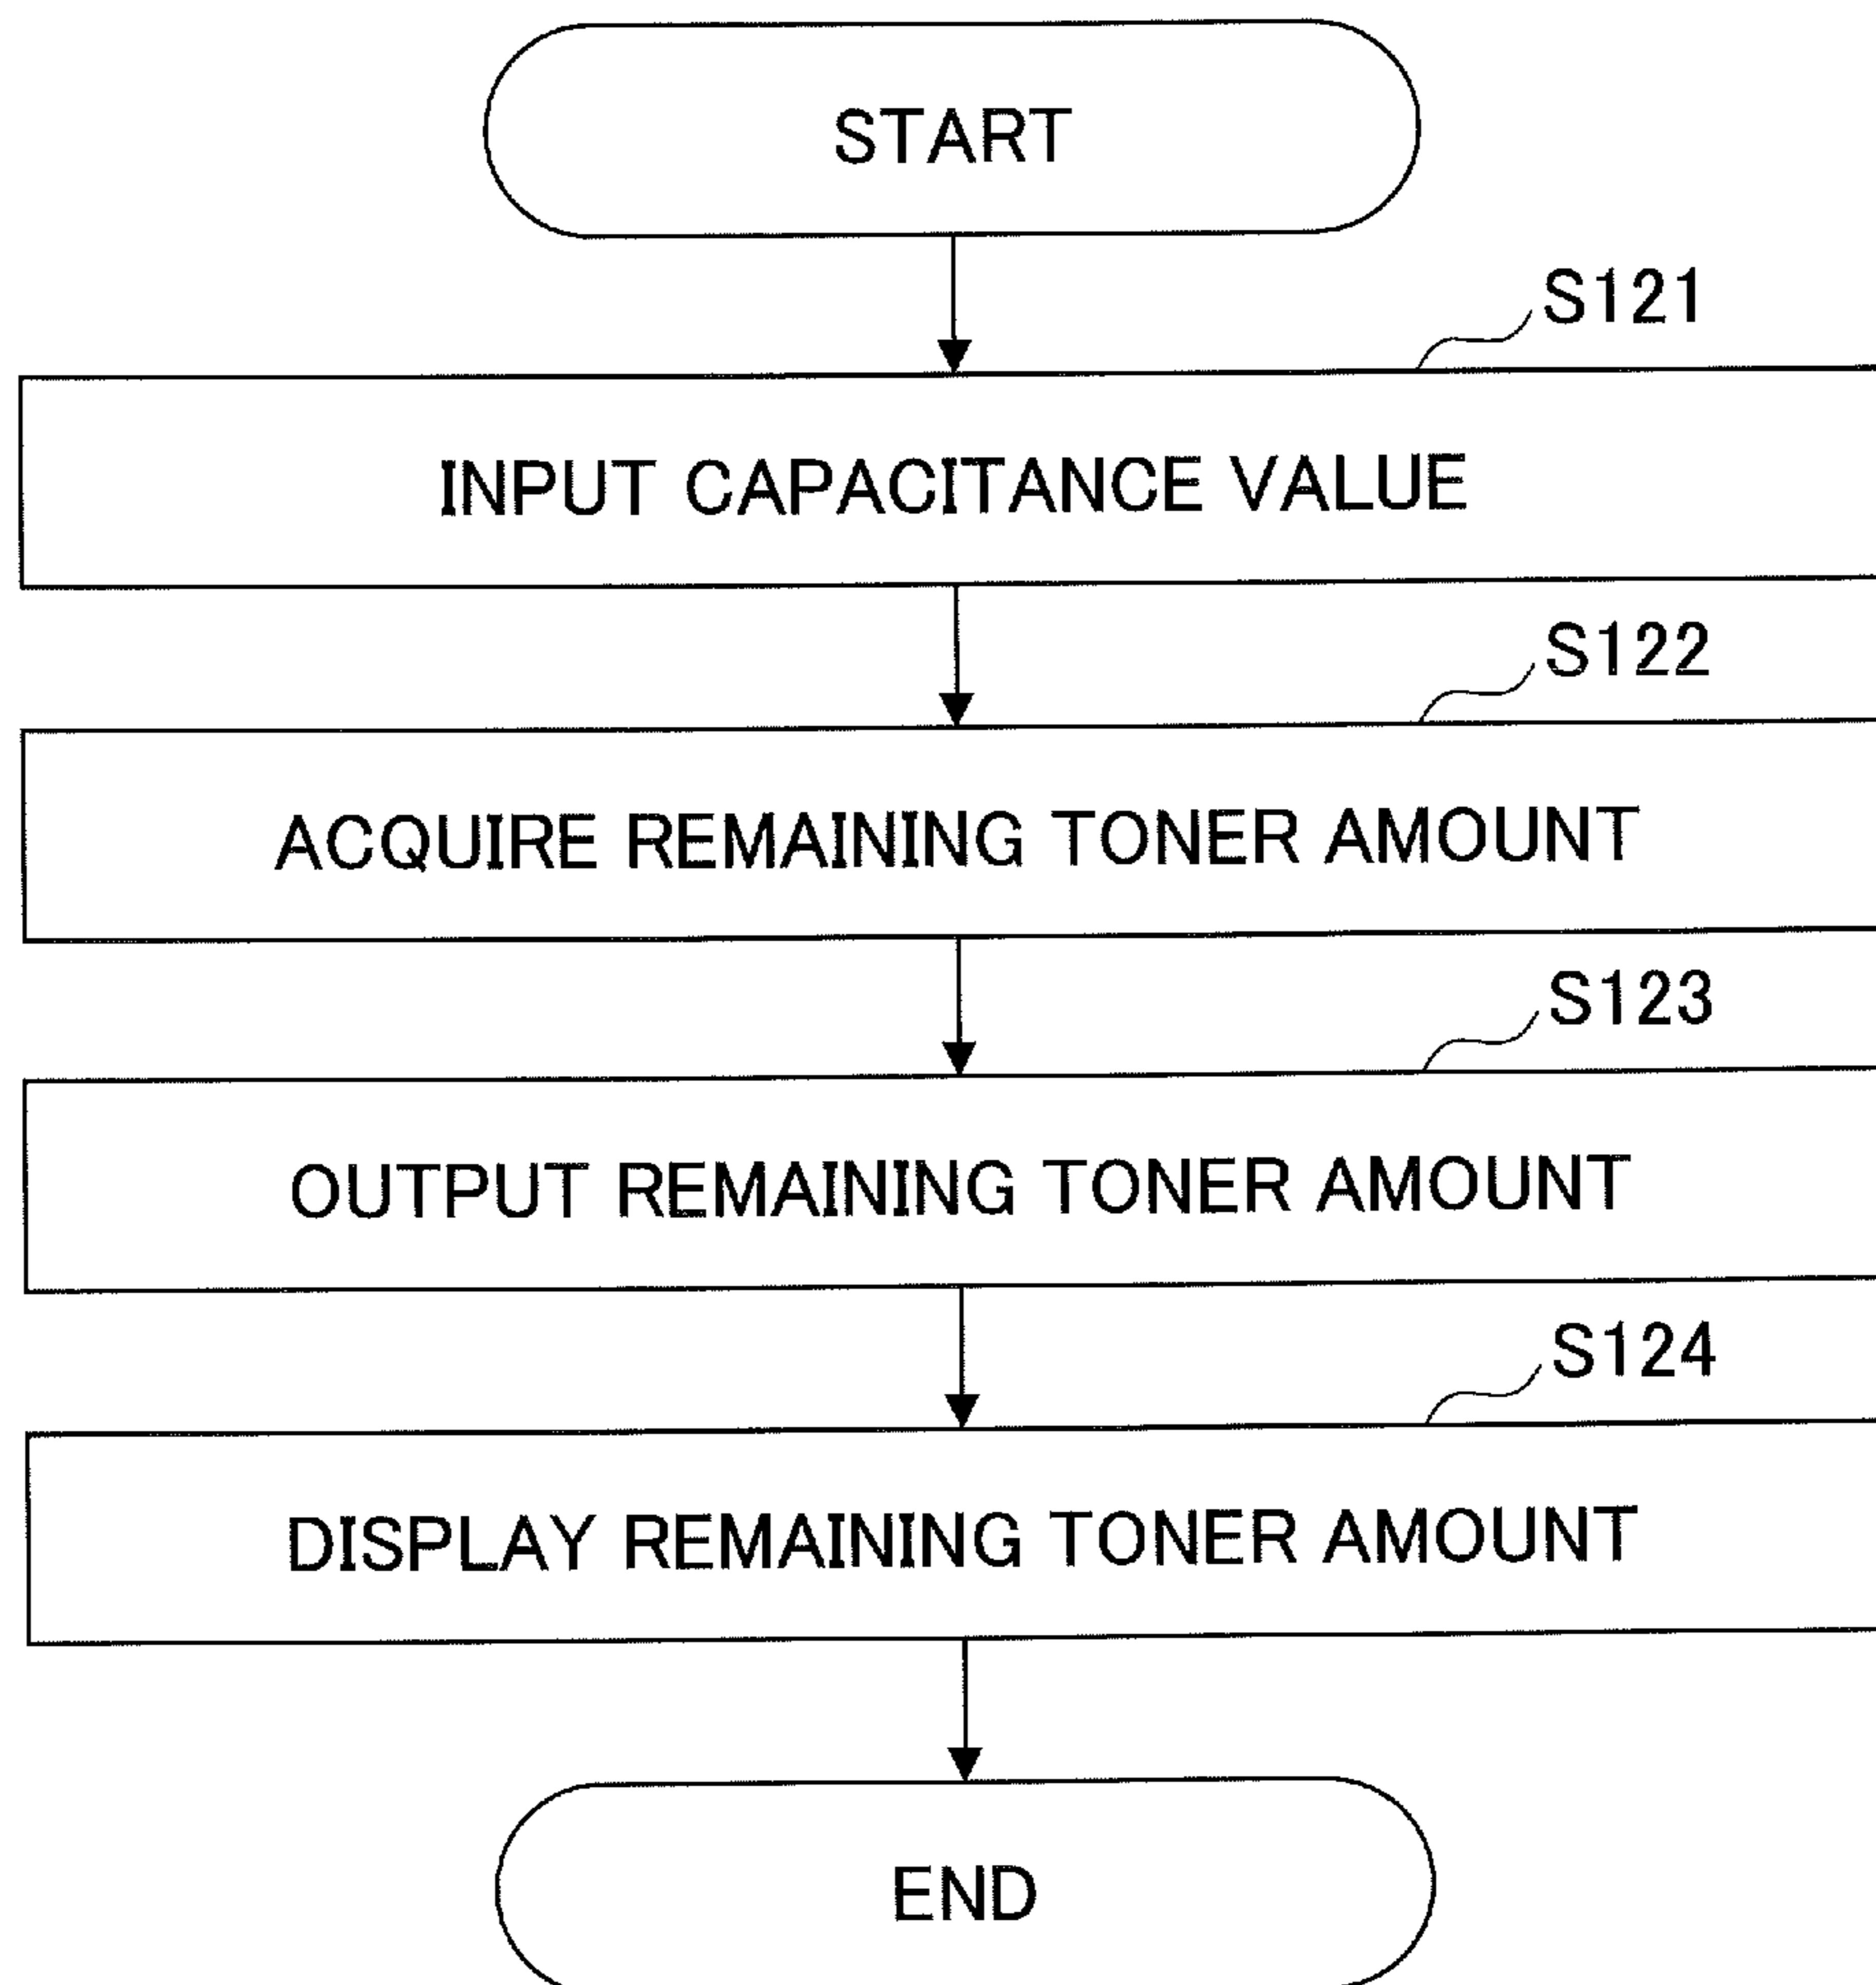 START
S121
INPUT CAPACITANCE VALUE
S122
ACQUIRE REMAINING TONER AMOUNT
S123
OUTPUT REMAINING TONER AMOUNT
S124
DISPLAY REMAINING TONER AMOUNT
END